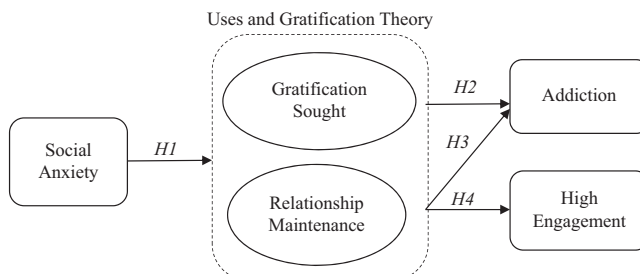 Uses and Gratification Theory
Gratification
Sought
H2
Addiction
Social
Anxiety
H1
H3
Relationship
Maintenance
H4
High
Engagement